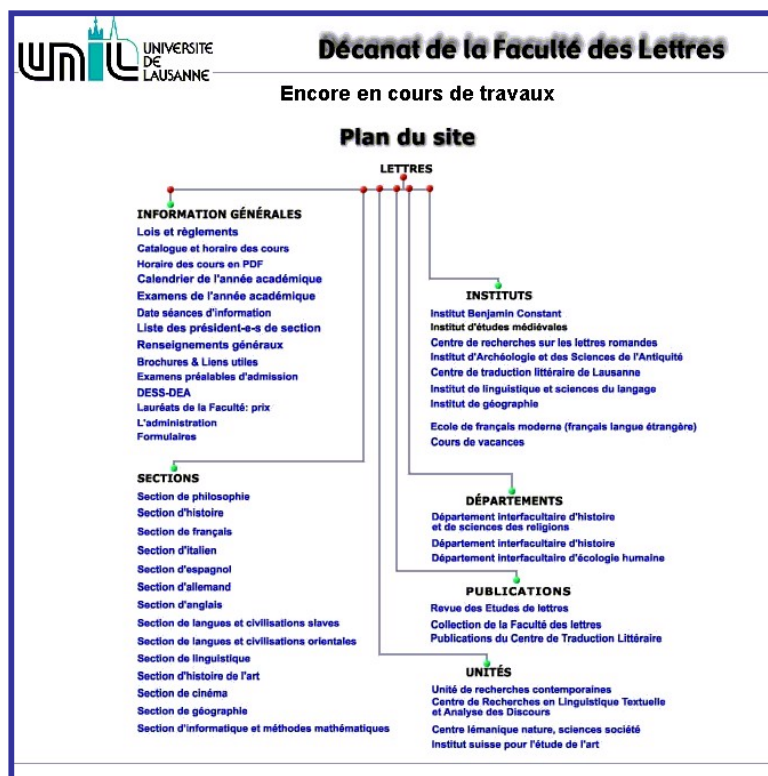 unil UNIVERSITE
DE
LAUSANNE
Décanat de la Faculté des Lettres
Encore en cours de travaux
Plan du site
LETTRES
INFORMATION GÉNÉRALES
Lois et règlements
Catalogue et horaire des cours
Horaire des cours en PDF
Calendrier de l'année académique
Examens de l'année académique
Date séances d'information
Liste des président-e-s de section
Renseignements généraux
Brochures & Liens utiles
Examens préalables d'admission
DESS-DEA
Lauréats de la Faculté: prix
L'administration
Formulaires
SECTIONS
Section de philosophie
Section d'histoire
Section de français
Section d'italien
Section d'espagnol
Section d'allemand
Section d'anglais
Section de langues et civilisations slaves
Section de langues et civilisations orientales
Section de linguistique
Section d'histoire de l'art
Section de cinéma
Section de géographie
Section d'informatique et méthodes mathématiques
INSTITUTS
Institut Benjamin Constant
Institut d'études médiévales
Centre de recherches sur les lettres romandes
Institut d'Archéologie et des Sciences de l'Antiquité
Centre de traduction littéraire de Lausanne
Institut de linguistique et sciences du langage
Institut de géographie
Ecole de français moderne (français langue étrangère)
Cours de vacances
DÉPARTEMENTS
Département interfacultaire d'histoire
et de sciences des religions
Département interfacultaire d'histoire
Département interfacultaire d'écologie humaine
PUBLICATIONS
Revue des Etudes de lettres
Collection de la Faculté des lettres
Publications du Centre de Traduction Littéraire
UNITÉS
Unité de recherches contemporaines
Centre de Recherches en Linguistique Textuelle
et Analyse des Discours
Centre lémanique nature, sciences société
Institut suisse pour l'étude de l'art